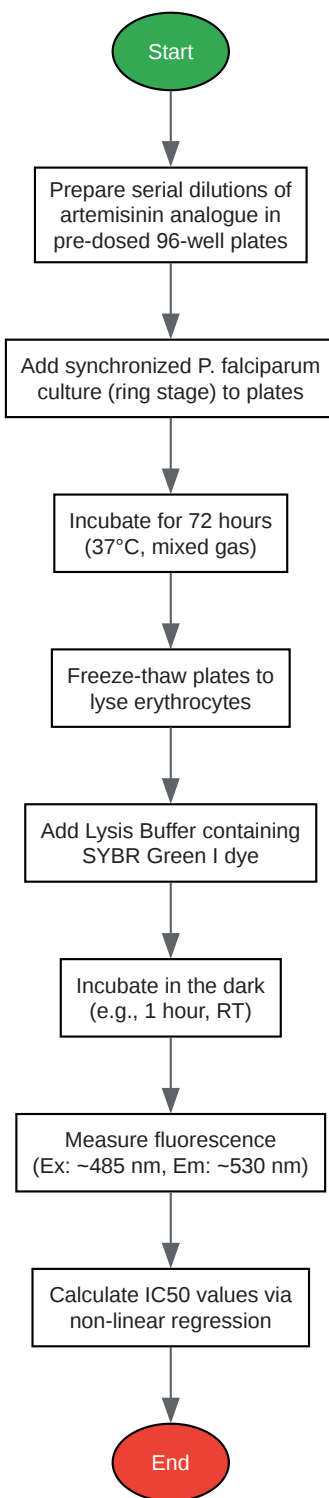 Start
Prepare serial dilutions of
artemisinin analogue in
pre-dosed 96-well plates
Add synchronized P. falciparum
culture (ring stage) to plates
Incubate for 72 hours
(37°C, mixed gas)
Freeze-thaw plates to
lyse erythrocytes
Add Lysis Buffer containing
SYBR Green I dye
Incubate in the dark
(e.g., 1 hour, RT)
Measure fluorescence
(Ex: ~485 nm, Em: ~530 nm)
Calculate IC50 values via
non-linear regression
End